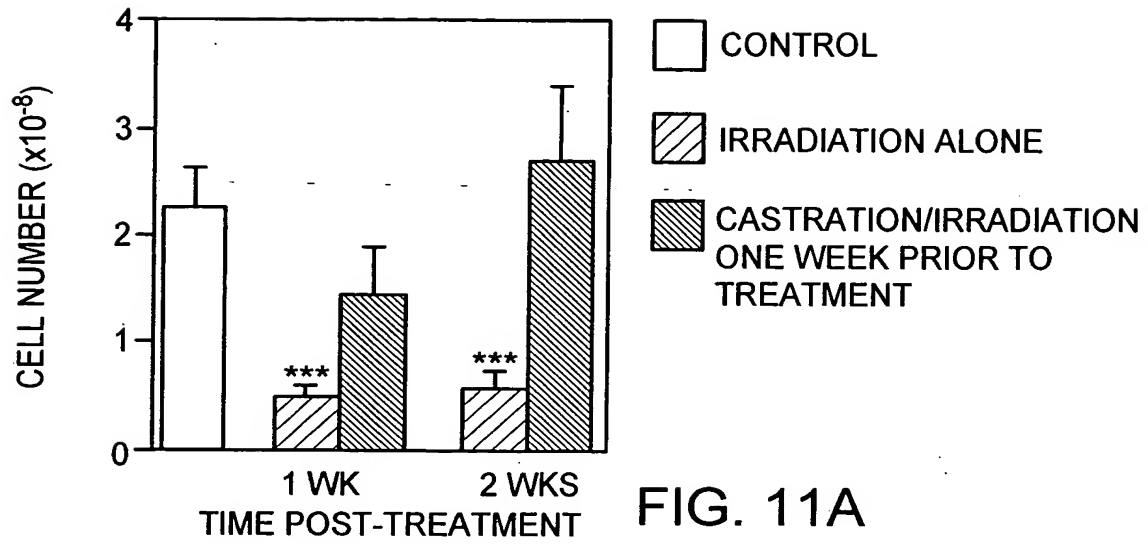 4
3
2
1
0
CELL NUMBER (x10⁻⁸)
***
***
1 WK
2 WKS
TIME POST-TREATMENT
CONTROL
IRRADIATION ALONE
CASTRATION/IRRADIATION
ONE WEEK PRIOR TO
TREATMENT
FIG. 11A